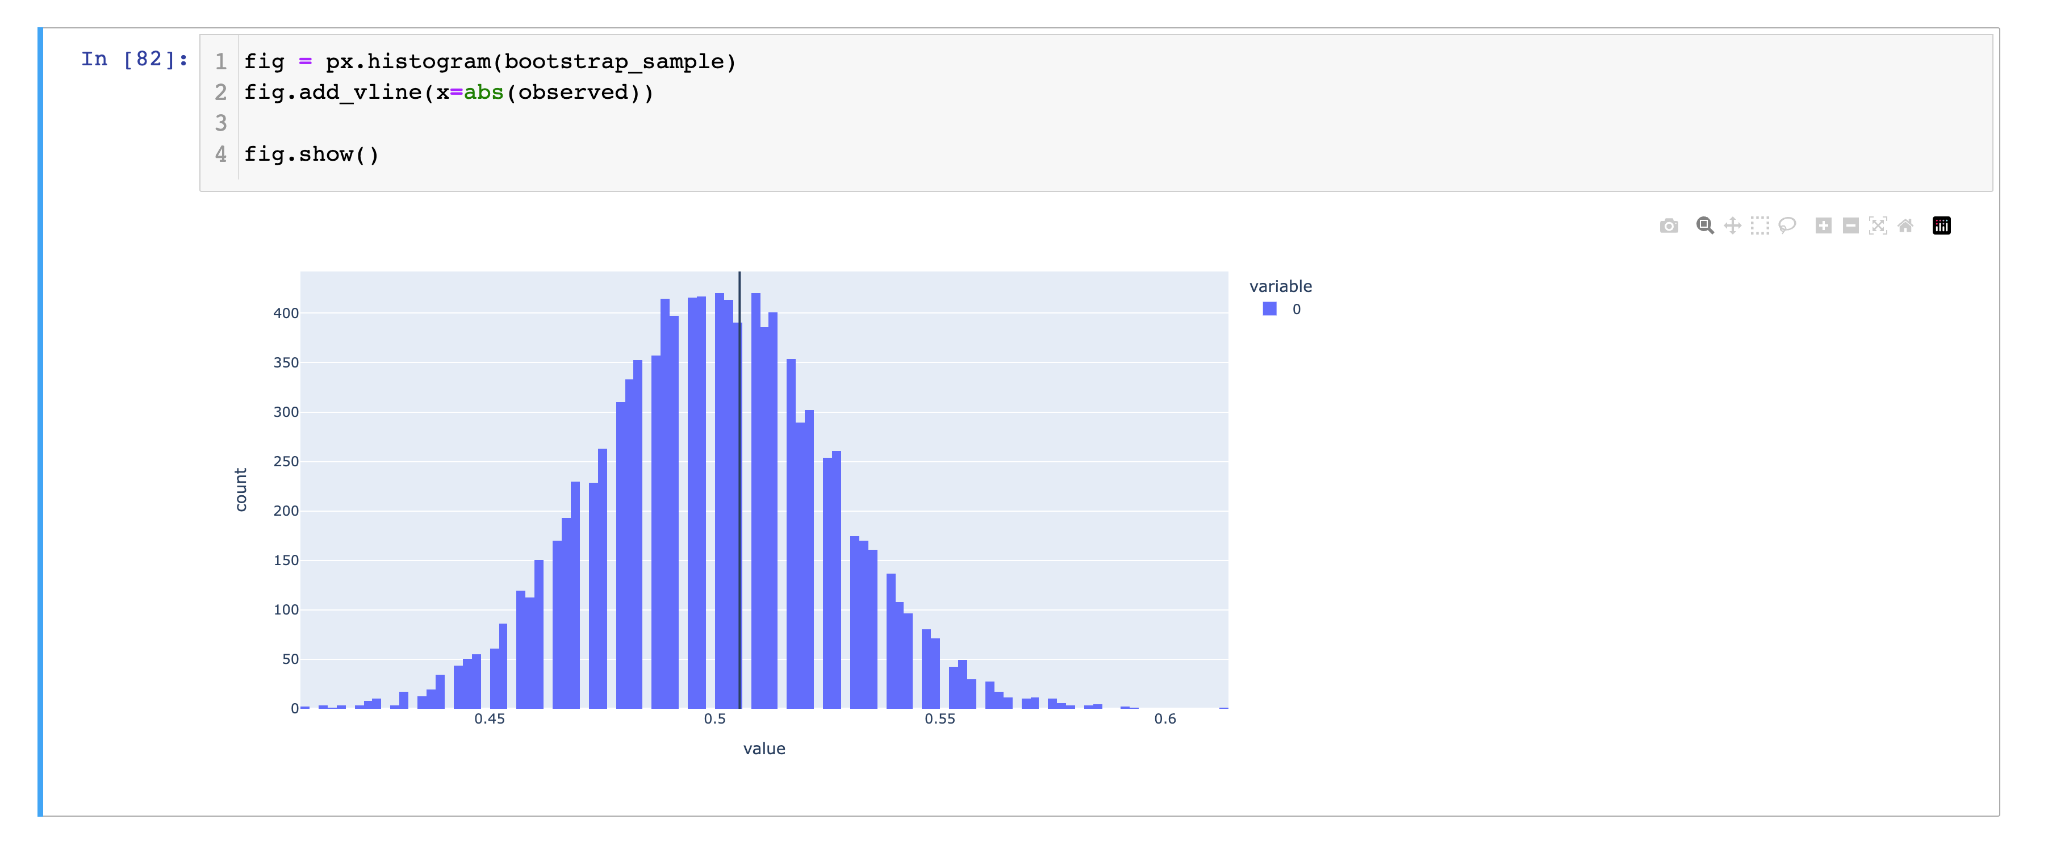 In [82]:
1 fig = px.histogram(bootstrap_sample)
2 fig.add_vline(x=abs(observed))
3
4 fig.show()
variable
0
400
350
300
250
200
150
100
50
0
count
0.45 0.5 0.55 0.6
value